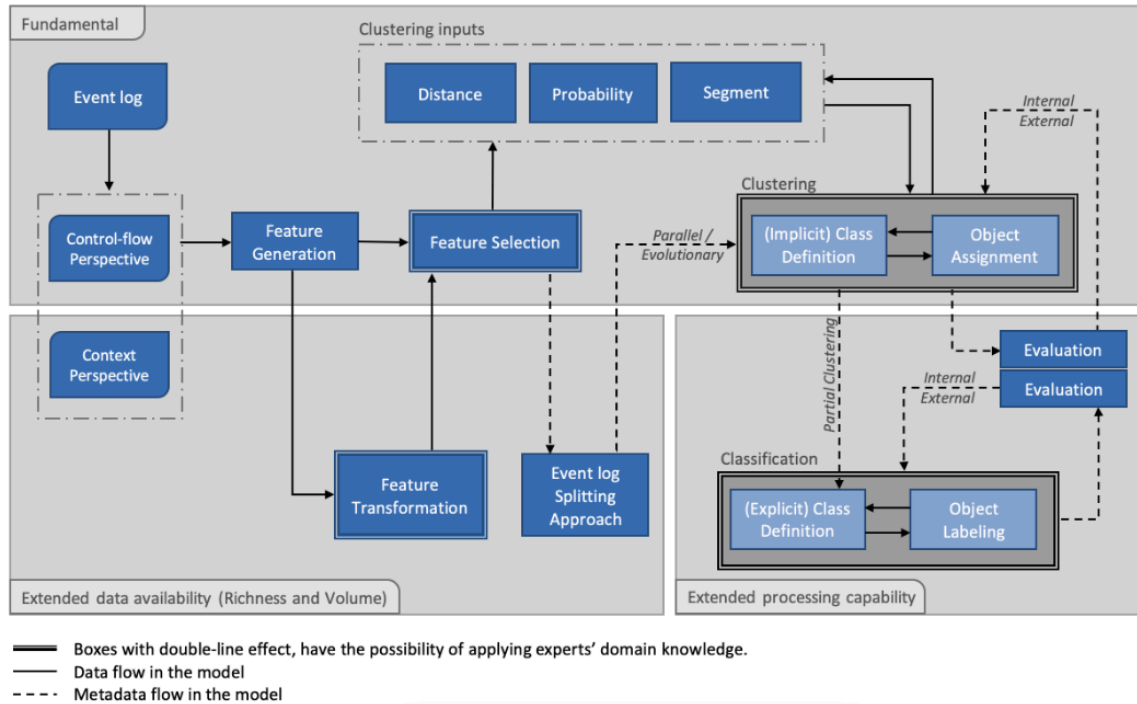 Fundamental
Clustering inputs
Event log
Distance
Probability
Segment
Internal
External
Clustering
Control-flow
Perspective
Feature
Generation
Feature Selection
Parallel /
Evolutionary
(Implicit) Class
Definition
Object
Assignment
Context
Perspective
Partial Clustering
Evaluation
Evaluation
Internal
External
Feature
Transformation
Event log
Splitting
Approach
Classification
(Explicit) Class
Definition
Object
Labeling
Extended data availability (Richness and Volume)
Extended processing capability
Boxes with double-line effect, have the possibility of applying experts' domain knowledge.
Data flow in the model
Metadata flow in the model